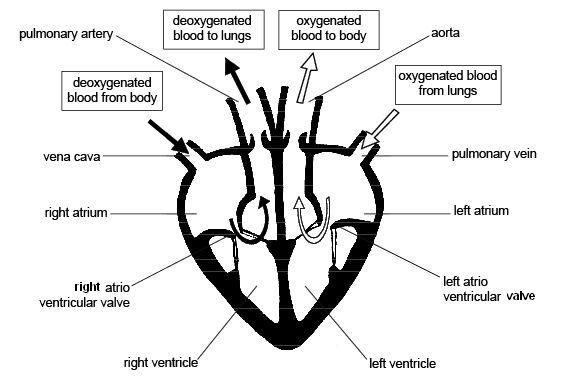 deoxygenated
blood to lungs
oxygenated
blood to body
pulmonary artery
aorta
deoxygenated
blood from body
oxygenated blood
from lungs
vena cava
pulmonary vein
right atrium
left atrium
right atrio
ventricular valve
left atrio
ventricular valve
right ventricle
left ventricle